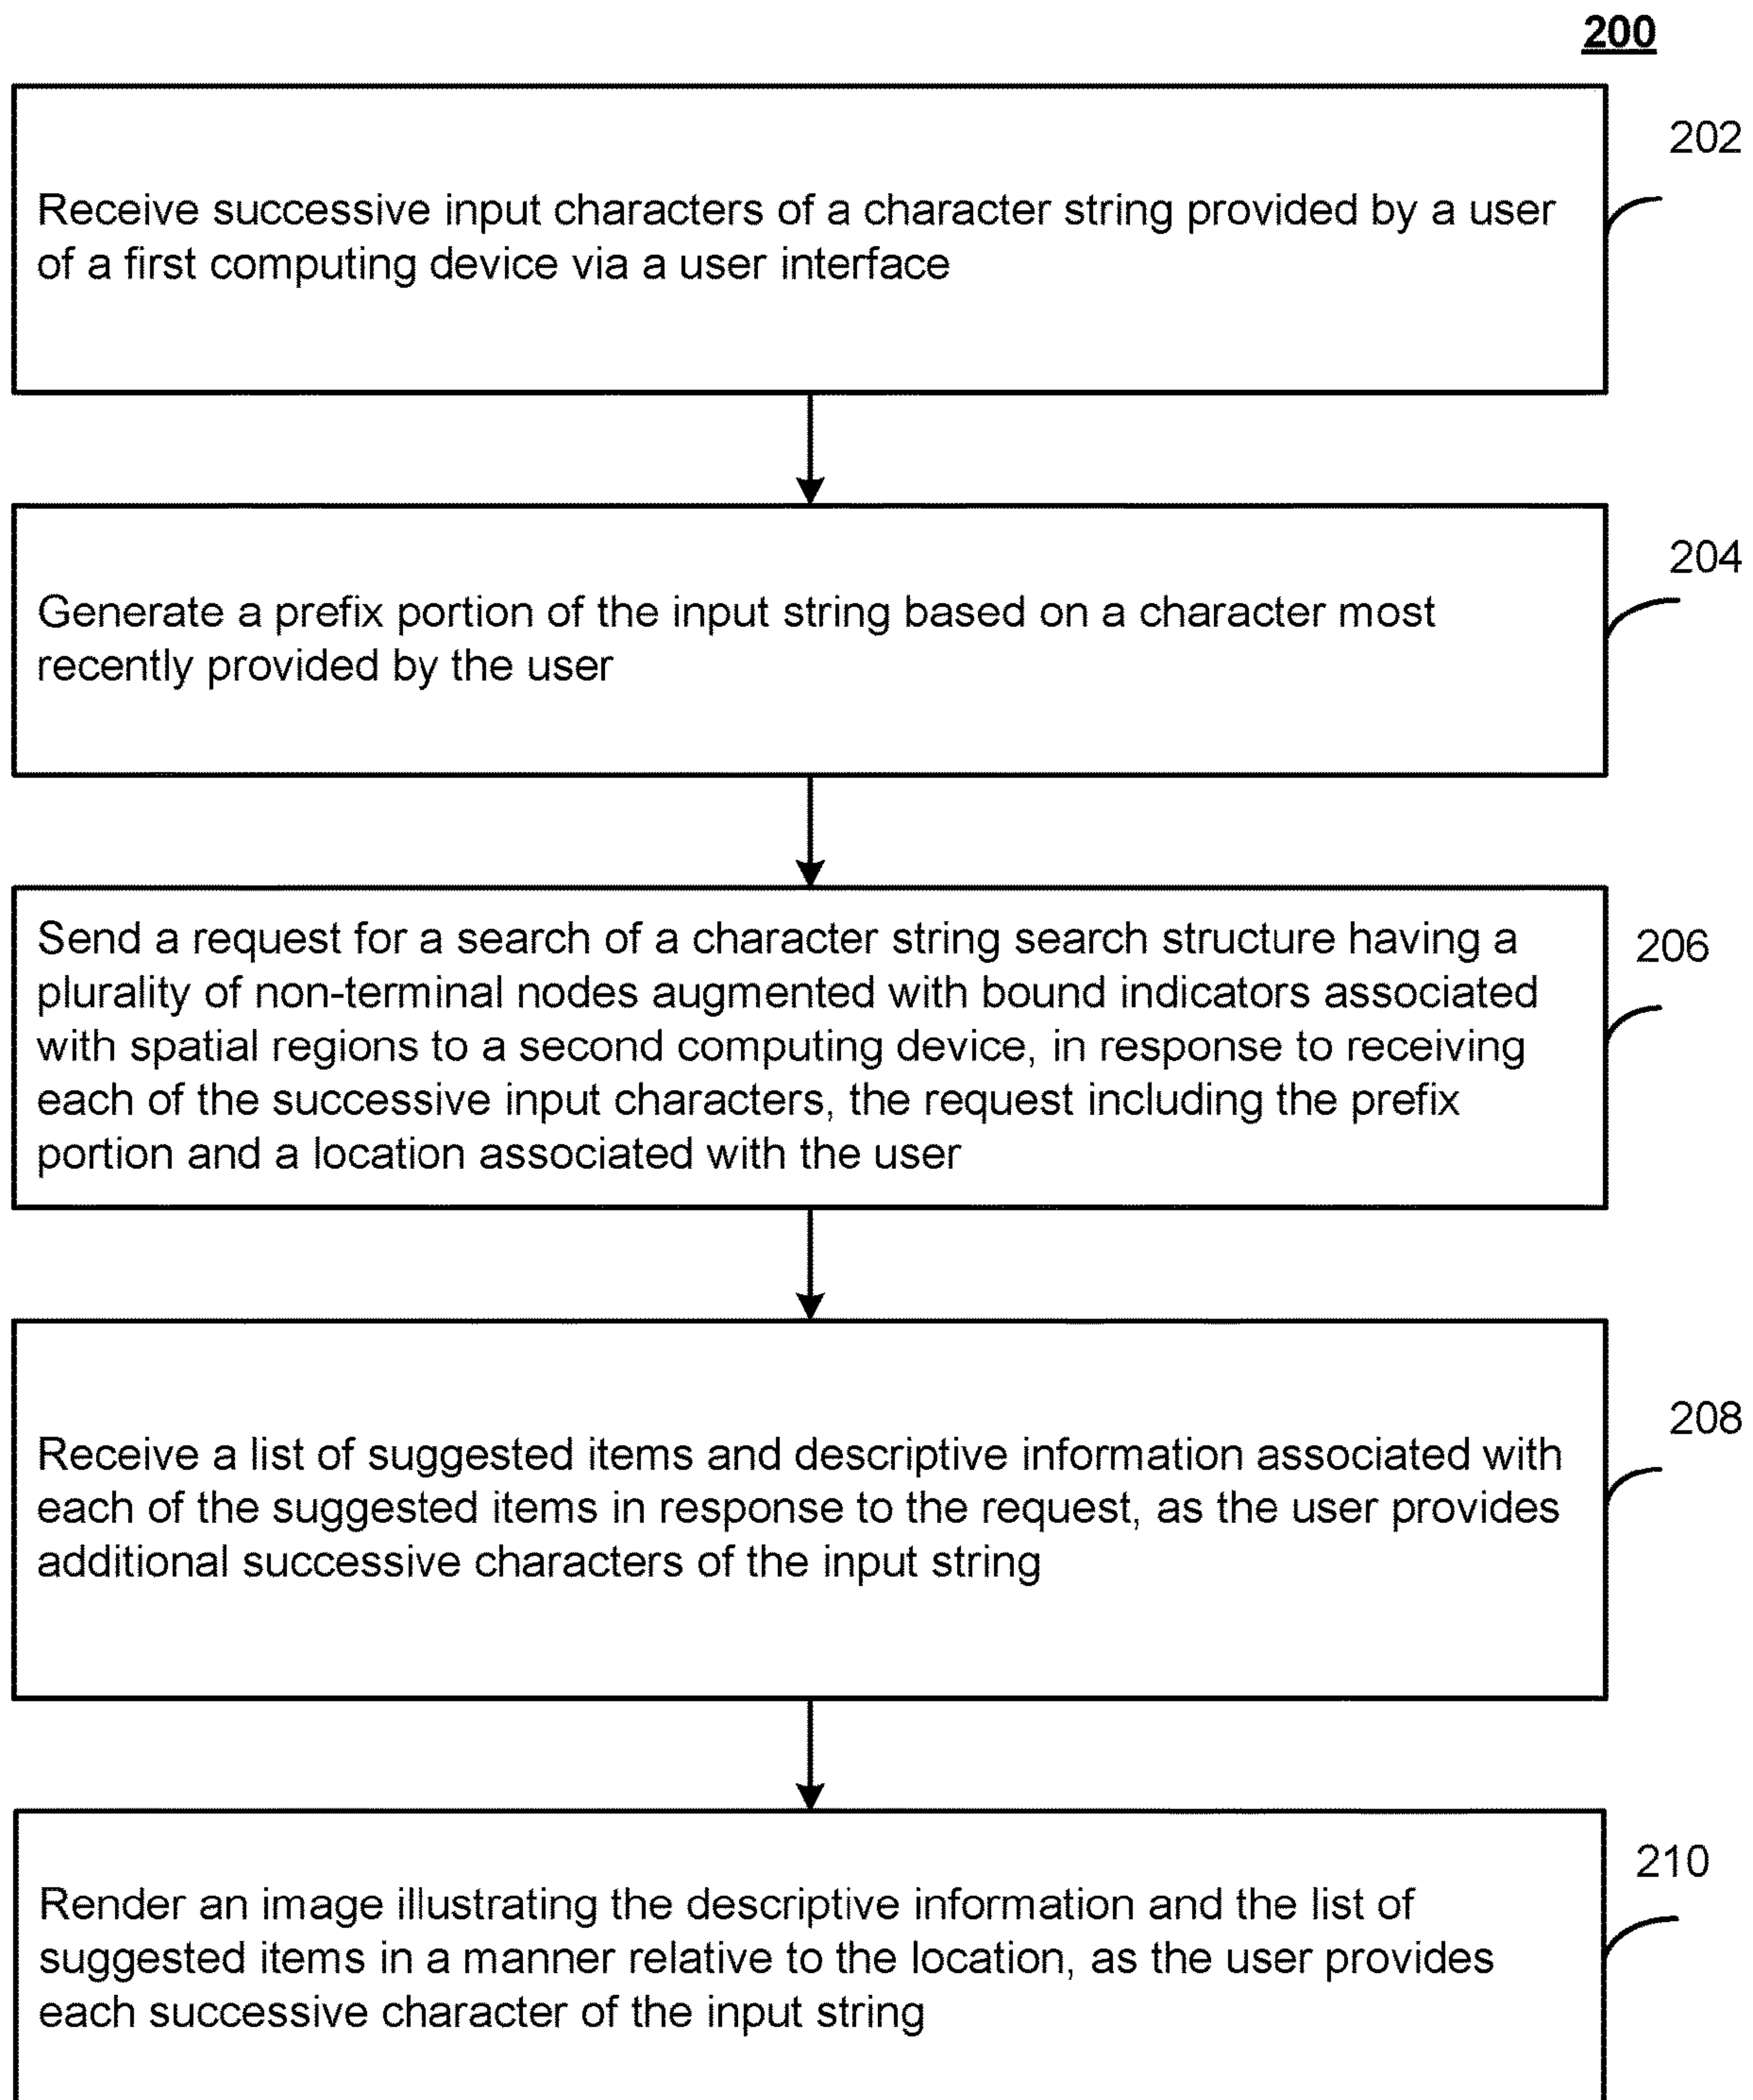 200
202
Receive successive input characters of a character string provided by a user
of a first computing device via a user interface
204
Generate a prefix portion of the input string based on a character most
recently provided by the user
206
Send a request for a search of a character string search structure having a
plurality of non-terminal nodes augmented with bound indicators associated
with spatial regions to a second computing device, in response to receiving
each of the successive input characters, the request including the prefix
portion and a location associated with the user
208
Receive a list of suggested items and descriptive information associated with
each of the suggested items in response to the request, as the user provides
additional successive characters of the input string
210
Render an image illustrating the descriptive information and the list of
suggested items in a manner relative to the location, as the user provides
each successive character of the input string